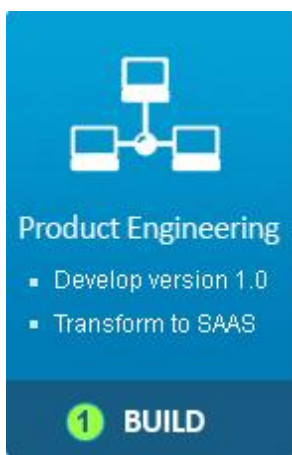 Product Engineering
▪ Develop version 1.0
▪ Transform to SAAS
1 BUILD